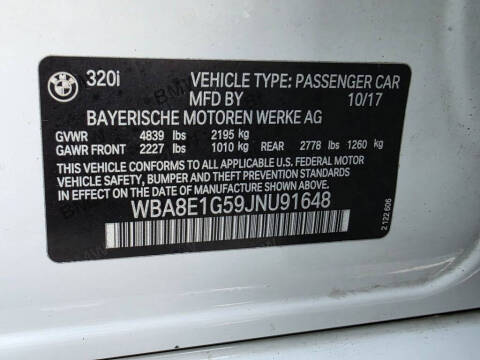 320i VEHICLE TYPE: PASSENGER CAR
MFD BY 10/17
BAYERISCHE MOTOREN WERKE AG
GVWR 4839 lbs 2195 kg
GAWR FRONT 2227 lbs 1010 kg REAR 2778 lbs 1260 kg
THIS VEHICLE CONFORMS TO ALL APPLICABLE U.S. FEDERAL MOTOR
VEHICLE SAFETY, BUMPER AND THEFT PREVENTION STANDARDS
IN EFFECT ON THE DATE OF MANUFACTURE SHOWN ABOVE.
WBA8E1G59JNU91648
2 122 606